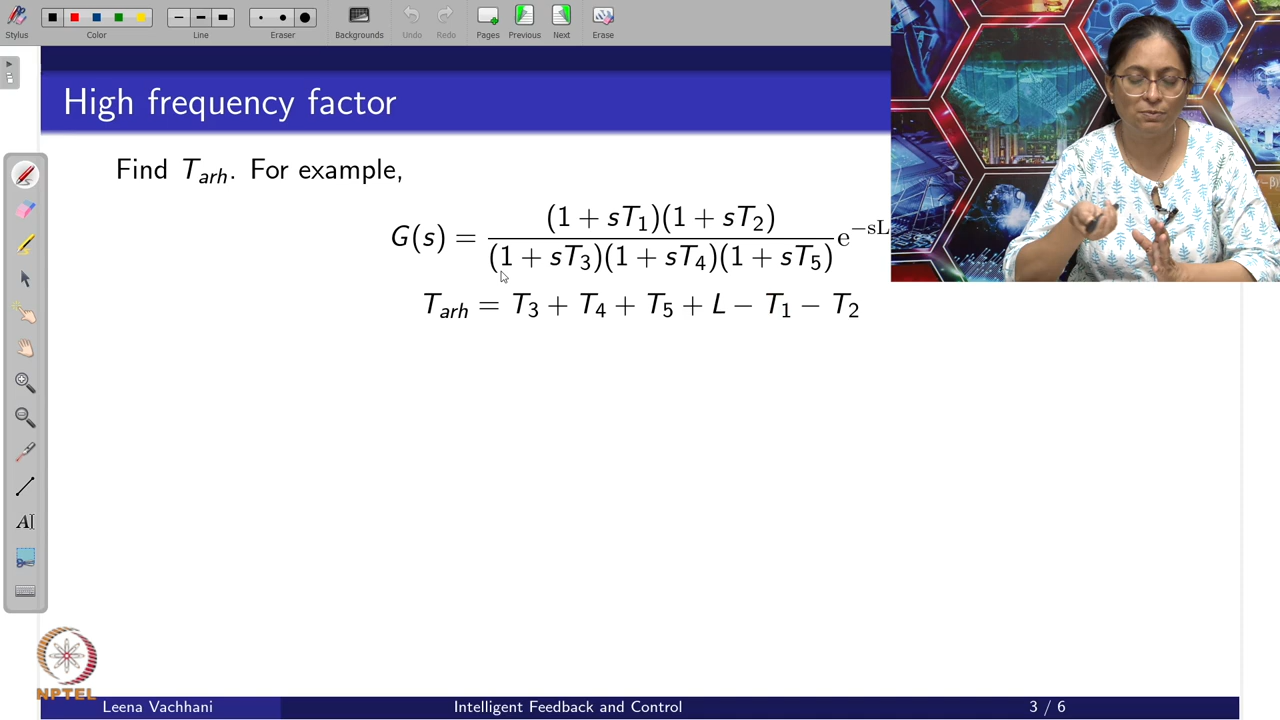 Stylus
Color
Line
Eraser
Backgrounds
Undo
Redo
Pages
Previous
Next
Erase
High frequency factor
Find T_arh. For example,
G(s) = (1 + sT_1)(1 + sT_2) / (1 + sT_3)(1 + sT_4)(1 + sT_5) e^{-sL}
T_arh = T_3 + T_4 + T_5 + L − T_1 − T_2
A
NPTEL
Leena Vachhani Intelligent Feedback and Control 3 / 6